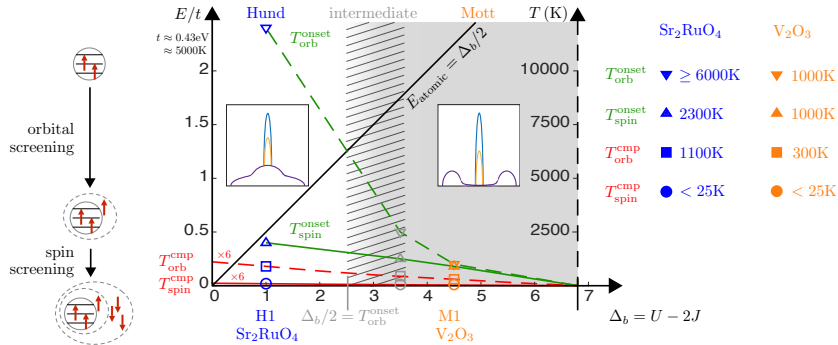 E/t
Hund
intermediate
Mott
T (K)
t ≈ 0.43eV
≈ 5000K
T_orb^onset
E_atomic = Δ_b/2
Sr₂RuO₄
V₂O₃
2
1.5
1
0.5
0
10000
7500
5000
2500
0
T_orb^onset
≥ 6000K
1000K
T_spin^onset
2300K
1000K
T_orb^cmp
1100K
300K
T_spin^cmp
< 25K
< 25K
orbital
screening
spin
screening
T_spin^onset
T_orb^cmp
×6
T_spin^cmp
×6
0
1
2
3
4
5
6
7
Δ_b/2 = T_orb^onset
H1
Sr₂RuO₄
M1
V₂O₃
Δ_b = U − 2J